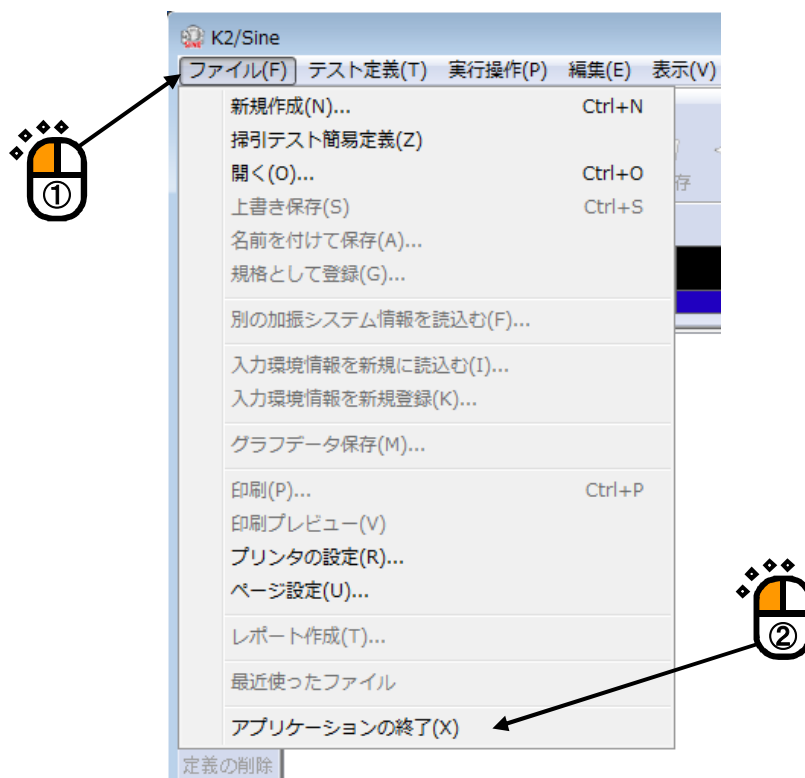 K2/Sine
ファイル(F) テスト定義(T) 実行操作(P) 編集(E) 表示(V)
新規作成(N)... Ctrl+N
掃引テスト簡易定義(Z)
開く(O)... Ctrl+O
存
上書き保存(S) Ctrl+S
名前を付けて保存(A)...
規格として登録(G)...
別の加振システム情報を読込む(F)...
入力環境情報を新規に読込む(I)...
入力環境情報を新規登録(K)...
グラフデータ保存(M)...
印刷(P)... Ctrl+P
印刷プレビュー(V)
プリンタの設定(R)...
ページ設定(U)...
レポート作成(T)...
最近使ったファイル
アプリケーションの終了(X)
定義の削除
①
②